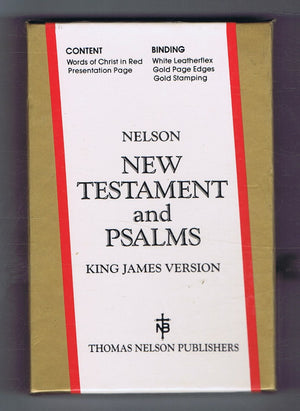 CONTENT
Words of Christ in Red
Presentation Page
BINDING
White Leatherflex
Gold Page Edges
Gold Stamping
NELSON
NEW
TESTAMENT
and
PSALMS
KING JAMES VERSION
NB
THOMAS NELSON PUBLISHERS